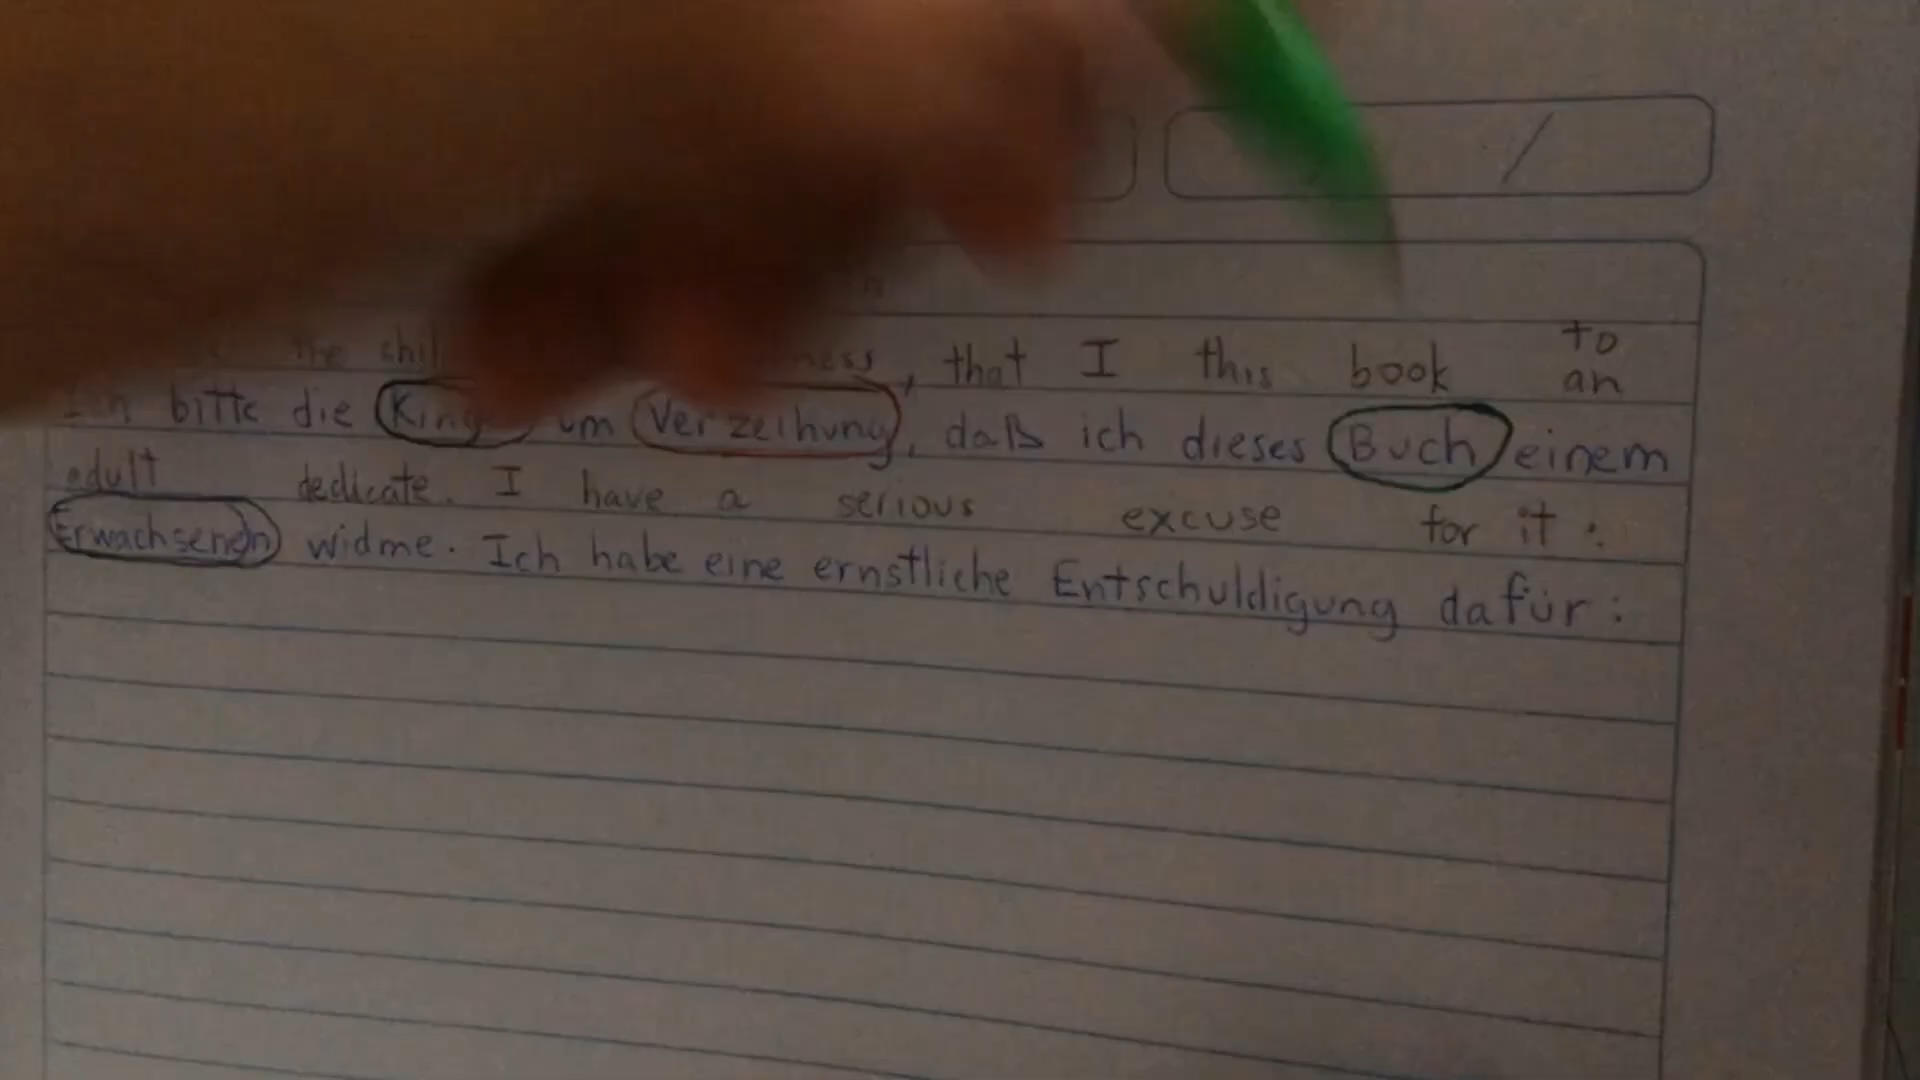 the , that I this book to an
bitte die um Verzeihung, daß ich dieses Buch einem
adult dedicate. I have a serious excuse for it :
Erwachsenen widme. Ich habe eine ernstliche Entschuldigung dafür :